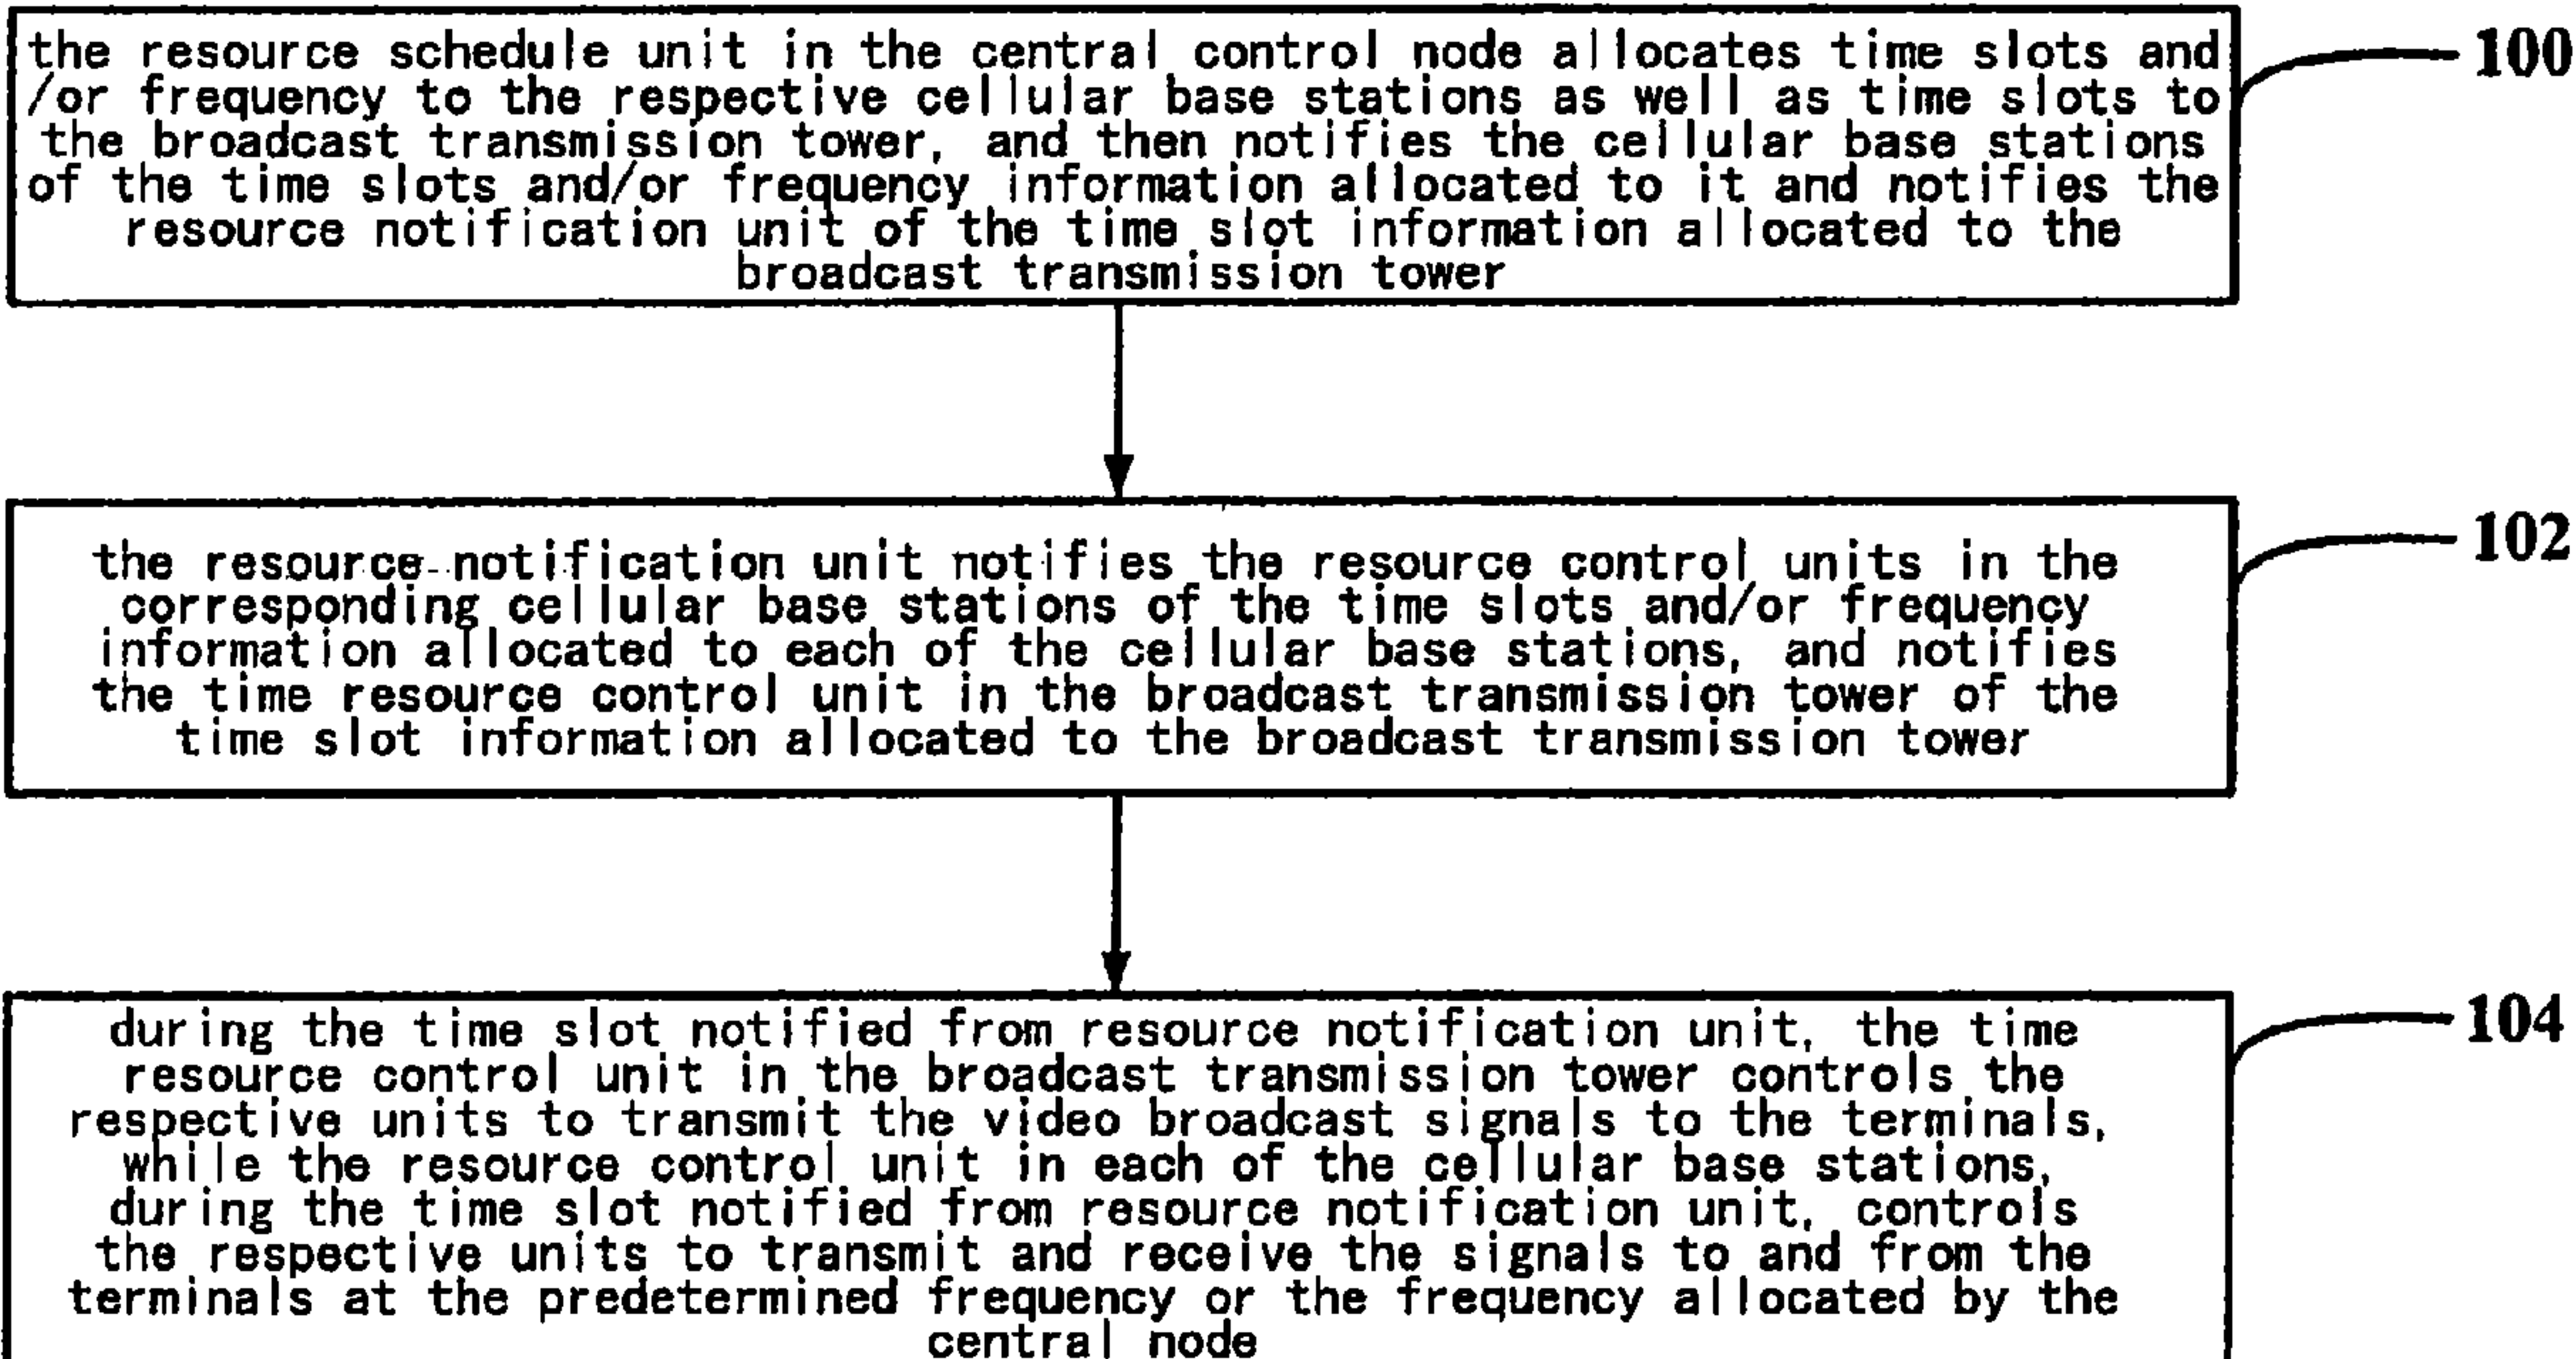 the resource schedule unit in the central control node allocates time slots and
/or frequency to the respective cellular base stations as well as time slots to
the broadcast transmission tower, and then notifies the cellular base stations
of the time slots and/or frequency information allocated to it and notifies the
resource notification unit of the time slot information allocated to the
broadcast transmission tower
100
the resource notification unit notifies the resource control units in the
corresponding cellular base stations of the time slots and/or frequency
information allocated to each of the cellular base stations, and notifies
the time resource control unit in the broadcast transmission tower of the
time slot information allocated to the broadcast transmission tower
102
during the time slot notified from resource notification unit, the time
resource control unit in the broadcast transmission tower controls the
respective units to transmit the video broadcast signals to the terminals,
while the resource control unit in each of the cellular base stations,
during the time slot notified from resource notification unit, controls
the respective units to transmit and receive the signals to and from the
terminals at the predetermined frequency or the frequency allocated by the
central node
104